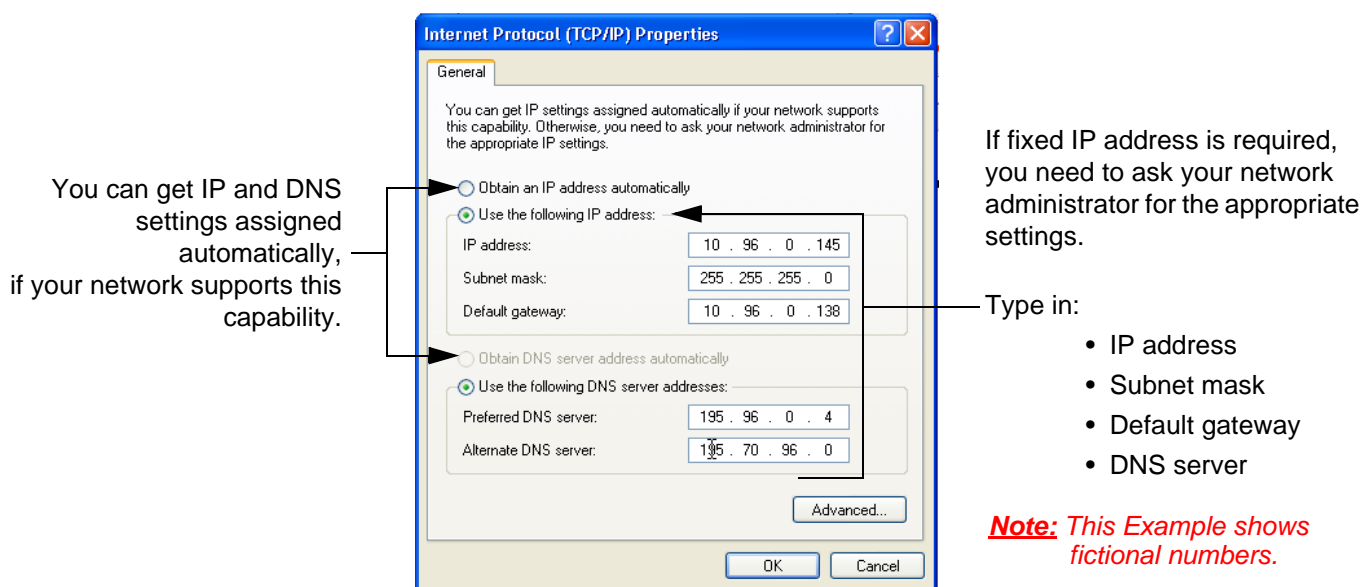 Internet Protocol (TCP/IP) Properties
General
You can get IP settings assigned automatically if your network supports
this capability. Otherwise, you need to ask your network administrator for
the appropriate IP settings.
Obtain an IP address automatically
Use the following IP address:
IP address: 10 . 96 . 0 . 145
Subnet mask: 255 . 255 . 255 . 0
Default gateway: 10 . 96 . 0 . 138
Obtain DNS server address automatically
Use the following DNS server addresses:
Preferred DNS server: 195 . 96 . 0 . 4
Alternate DNS server: 195 . 70 . 96 . 0
Advanced...
OK Cancel
You can get IP and DNS
settings assigned
automatically,
if your network supports this
capability.
If fixed IP address is required,
you need to ask your network
administrator for the appropriate
settings.
Type in:
• IP address
• Subnet mask
• Default gateway
• DNS server
Note: This Example shows
fictional numbers.